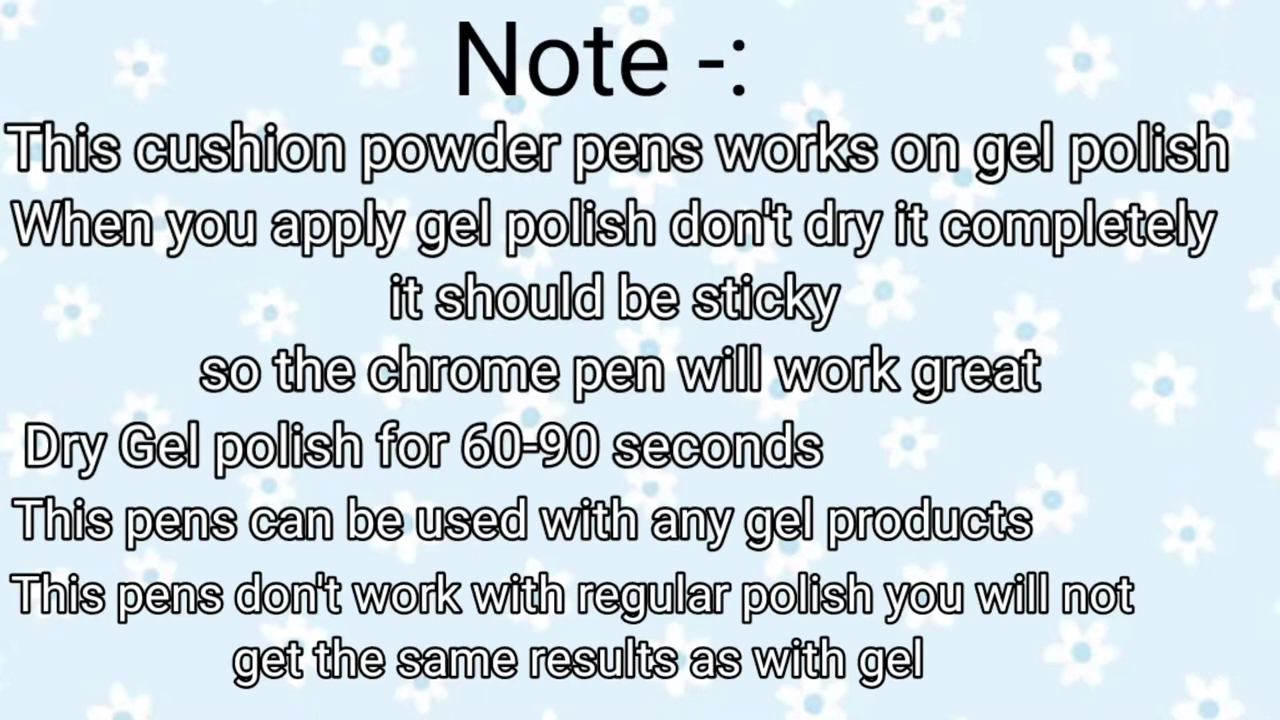 Note -:
This cushion powder pens works on gel polish
When you apply gel polish don't dry it completely
it should be sticky
so the chrome pen will work great
Dry Gel polish for 60-90 seconds
This pens can be used with any gel products
This pens don't work with regular polish you will not
get the same results as with gel